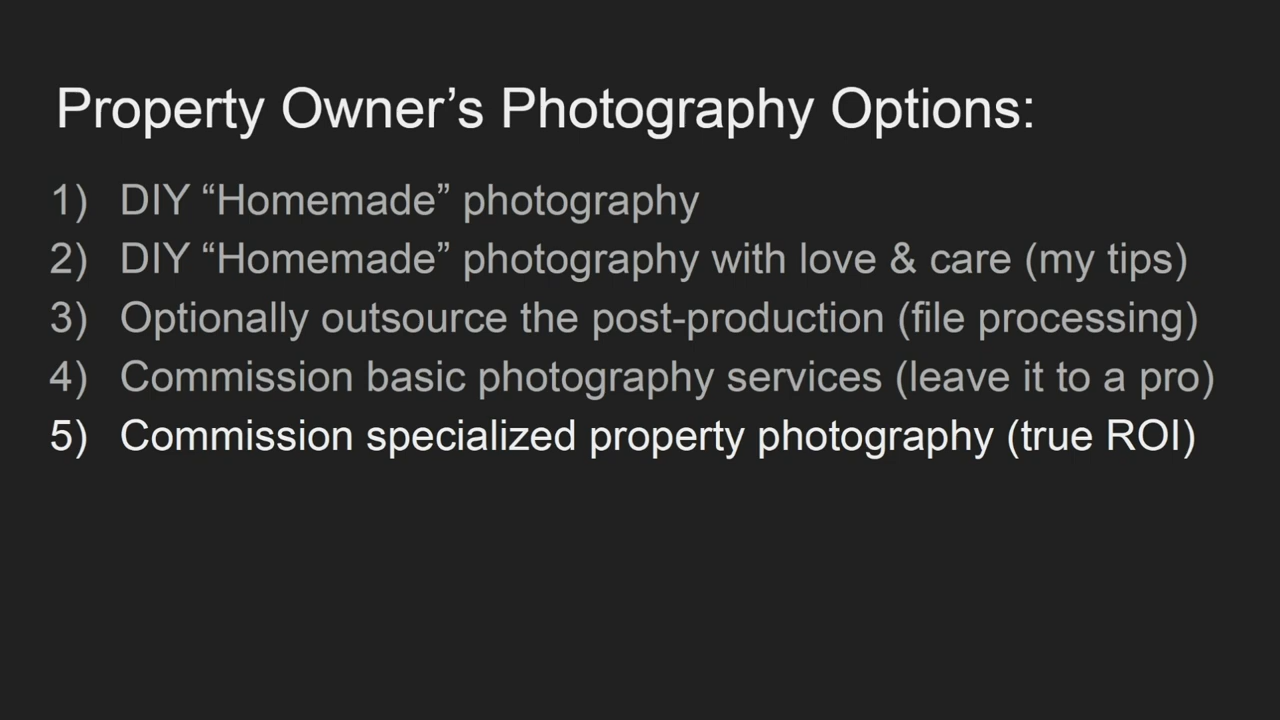 Property Owner’s Photography Options:
1) DIY “Homemade” photography
2) DIY “Homemade” photography with love & care (my tips)
3) Optionally outsource the post-production (file processing)
4) Commission basic photography services (leave it to a pro)
5) Commission specialized property photography (true ROI)